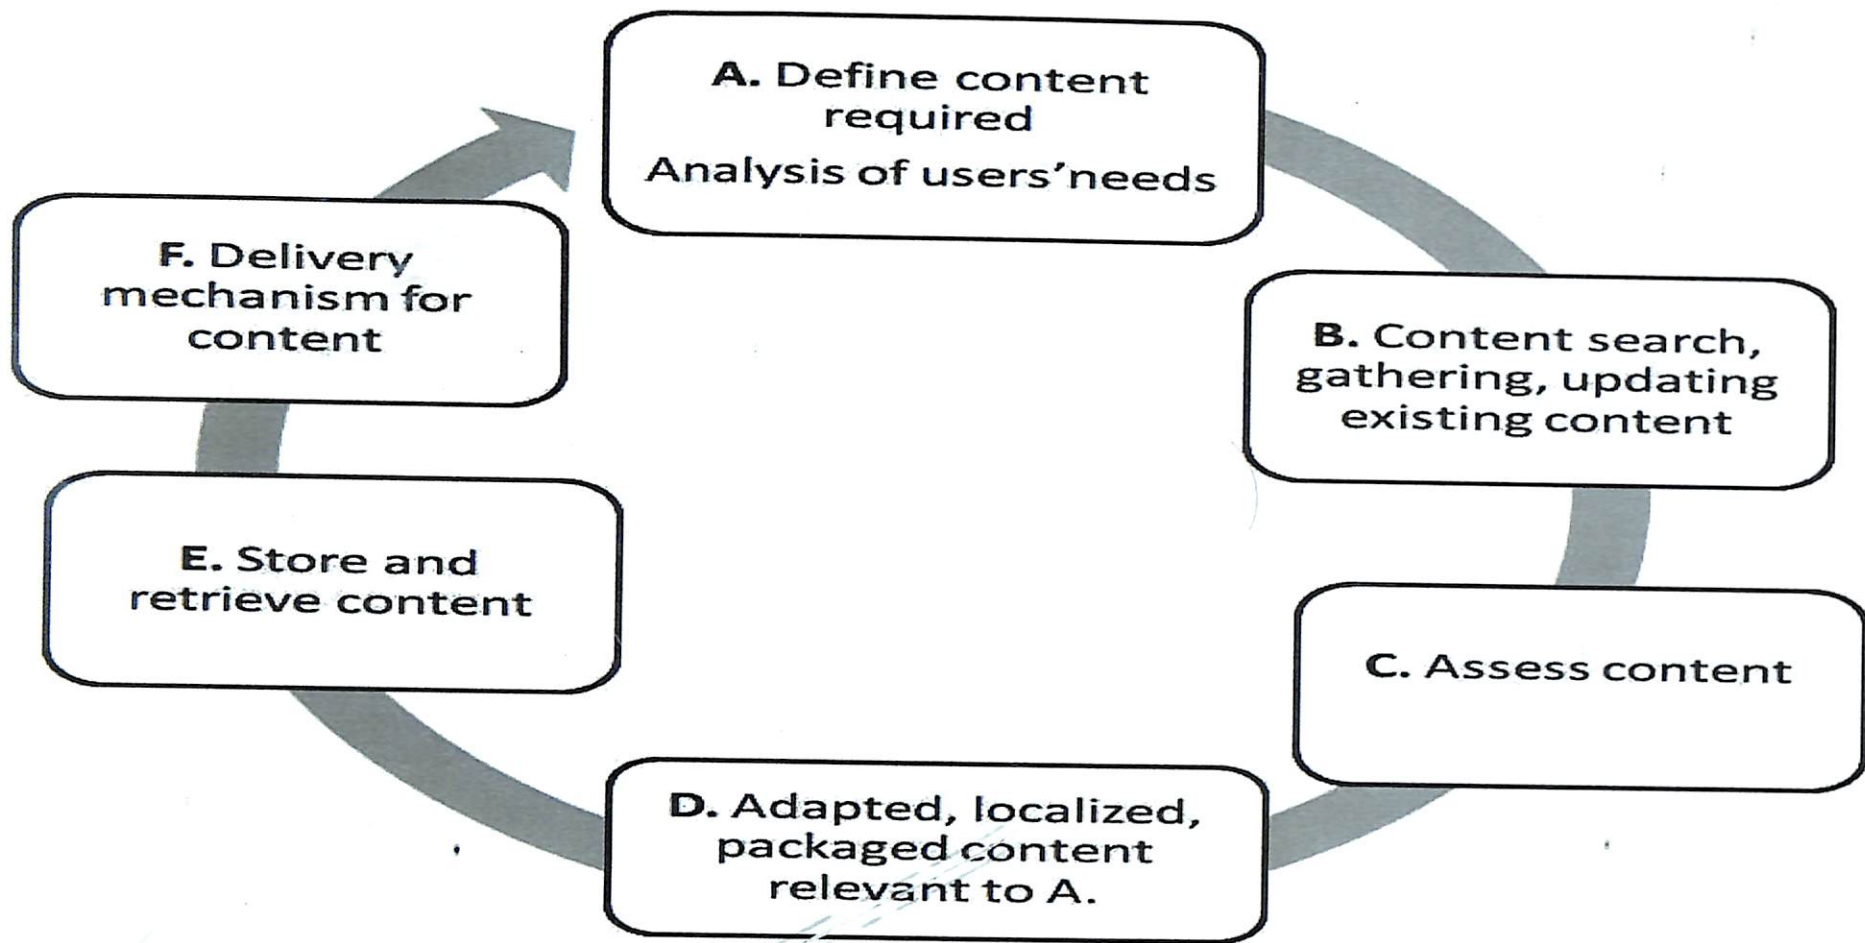 A. Define content
required
Analysis of users'needs
B. Content search,
gathering, updating
existing content
C. Assess content
D. Adapted, localized,
packaged content
relevant to A.
E. Store and
retrieve content
F. Delivery
mechanism for
content